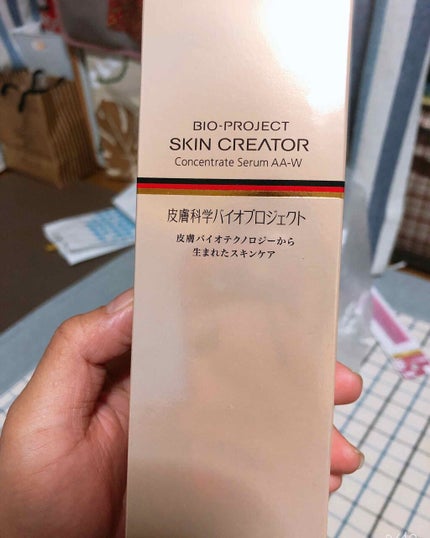 BIO-PROJECT
SKIN CREATOR
Concentrate Serum AA-W
皮膚科学バイオプロジェクト
皮膚バイオテクノロジーから
生まれたスキンケア